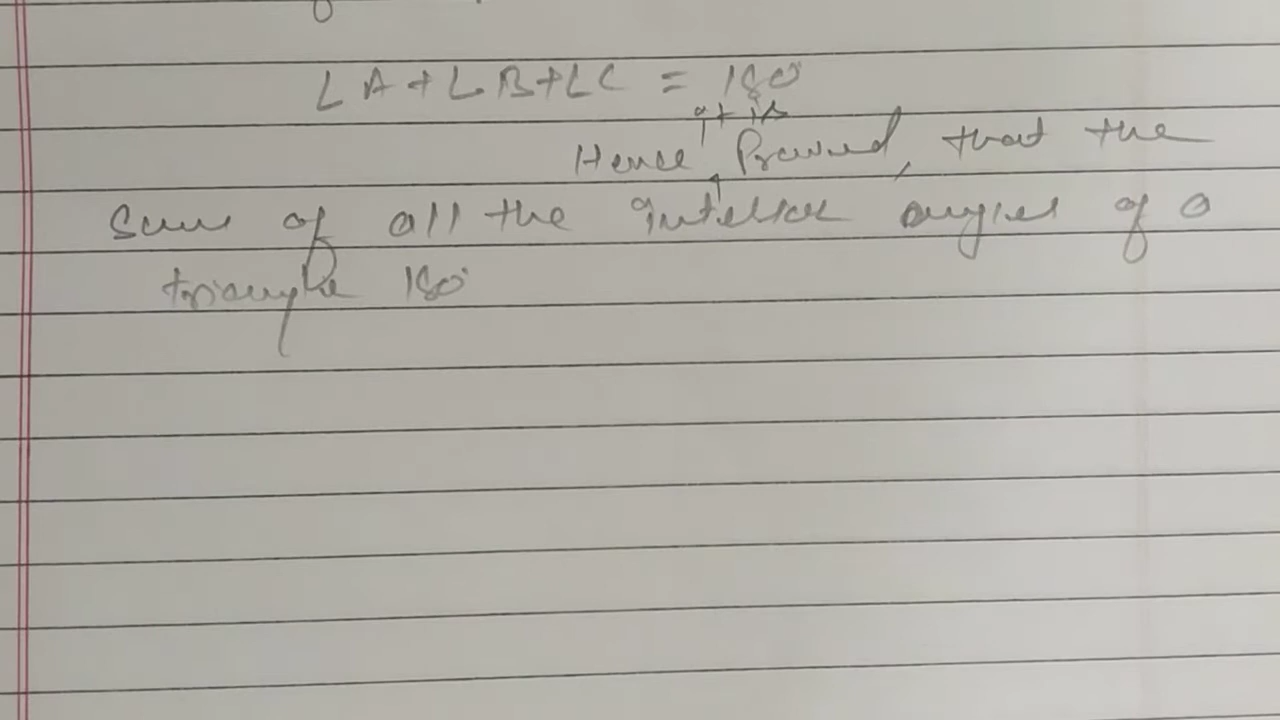 ∠A+∠B+∠C = 180°
it is
Hence Proved, that the
Sum of all the interior angles of a
triangle 180°